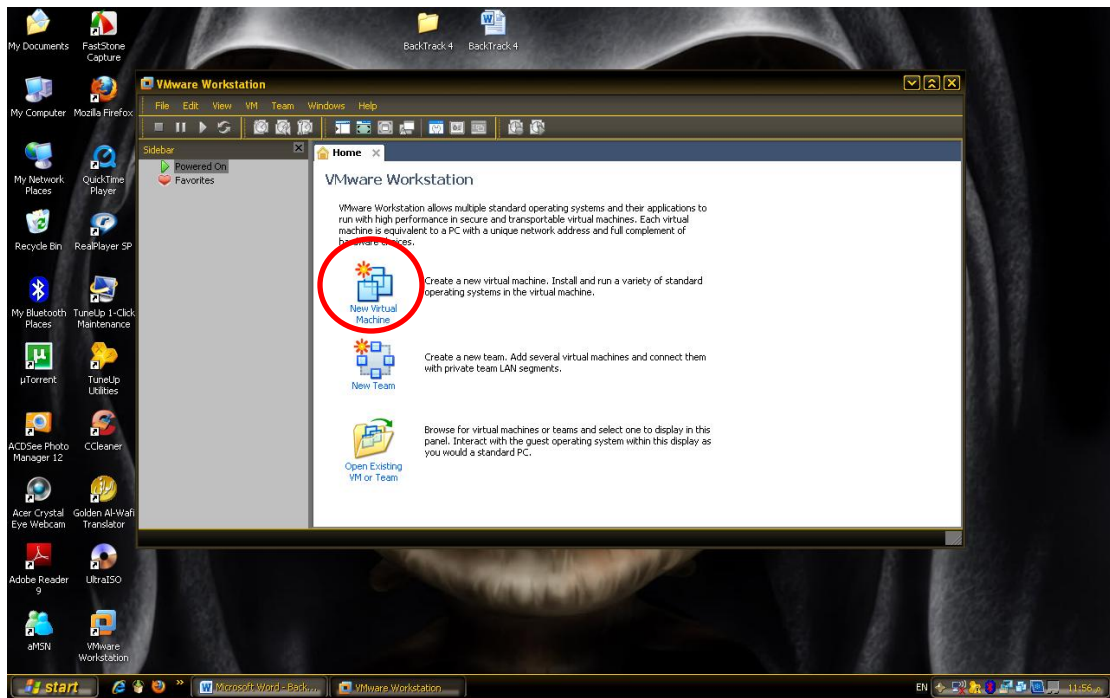 My Documents
FastStone
Capture
BackTrack 4
BackTrack 4
My Computer
Mozilla Firefox
My Network
Places
QuickTime
Player
Recycle Bin
RealPlayer SP
My Bluetooth
Places
TuneUp 1-Click
Maintenance
µTorrent
TuneUp
Utilities
ACDSee Photo
Manager 12
CCleaner
Acer Crystal
Eye Webcam
Golden Al-Wafi
Translator
Adobe Reader
9
UltraISO
aMSN
VMware
Workstation
VMware Workstation
File Edit View VM Team Windows Help
Sidebar
Powered On
Favorites
Home
VMware Workstation
VMware Workstation allows multiple standard operating systems and their applications to
run with high performance in secure and transportable virtual machines. Each virtual
machine is equivalent to a PC with a unique network address and full complement of
hardware choices.
New Virtual
Machine
Create a new virtual machine. Install and run a variety of standard
operating systems in the virtual machine.
New Team
Create a new team. Add several virtual machines and connect them
with private team LAN segments.
Open Existing
VM or Team
Browse for virtual machines or teams and select one to display in this
panel. Interact with the guest operating system within this display as
you would a standard PC.
start
Microsoft Word - Back...
VMware Workstation
EN
11:56 م